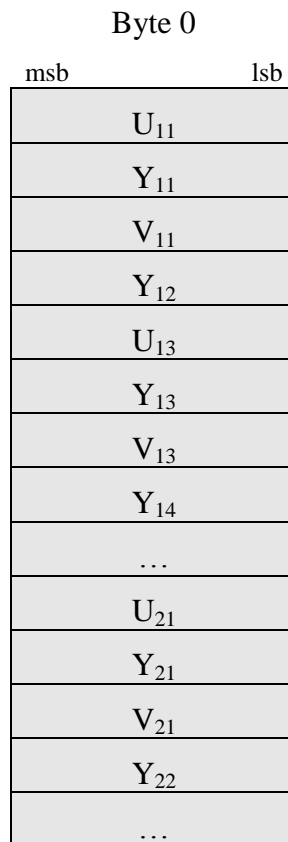 Byte 0
msb lsb
U₁₁
Y₁₁
V₁₁
Y₁₂
U₁₃
Y₁₃
V₁₃
Y₁₄
…
U₂₁
Y₂₁
V₂₁
Y₂₂
…